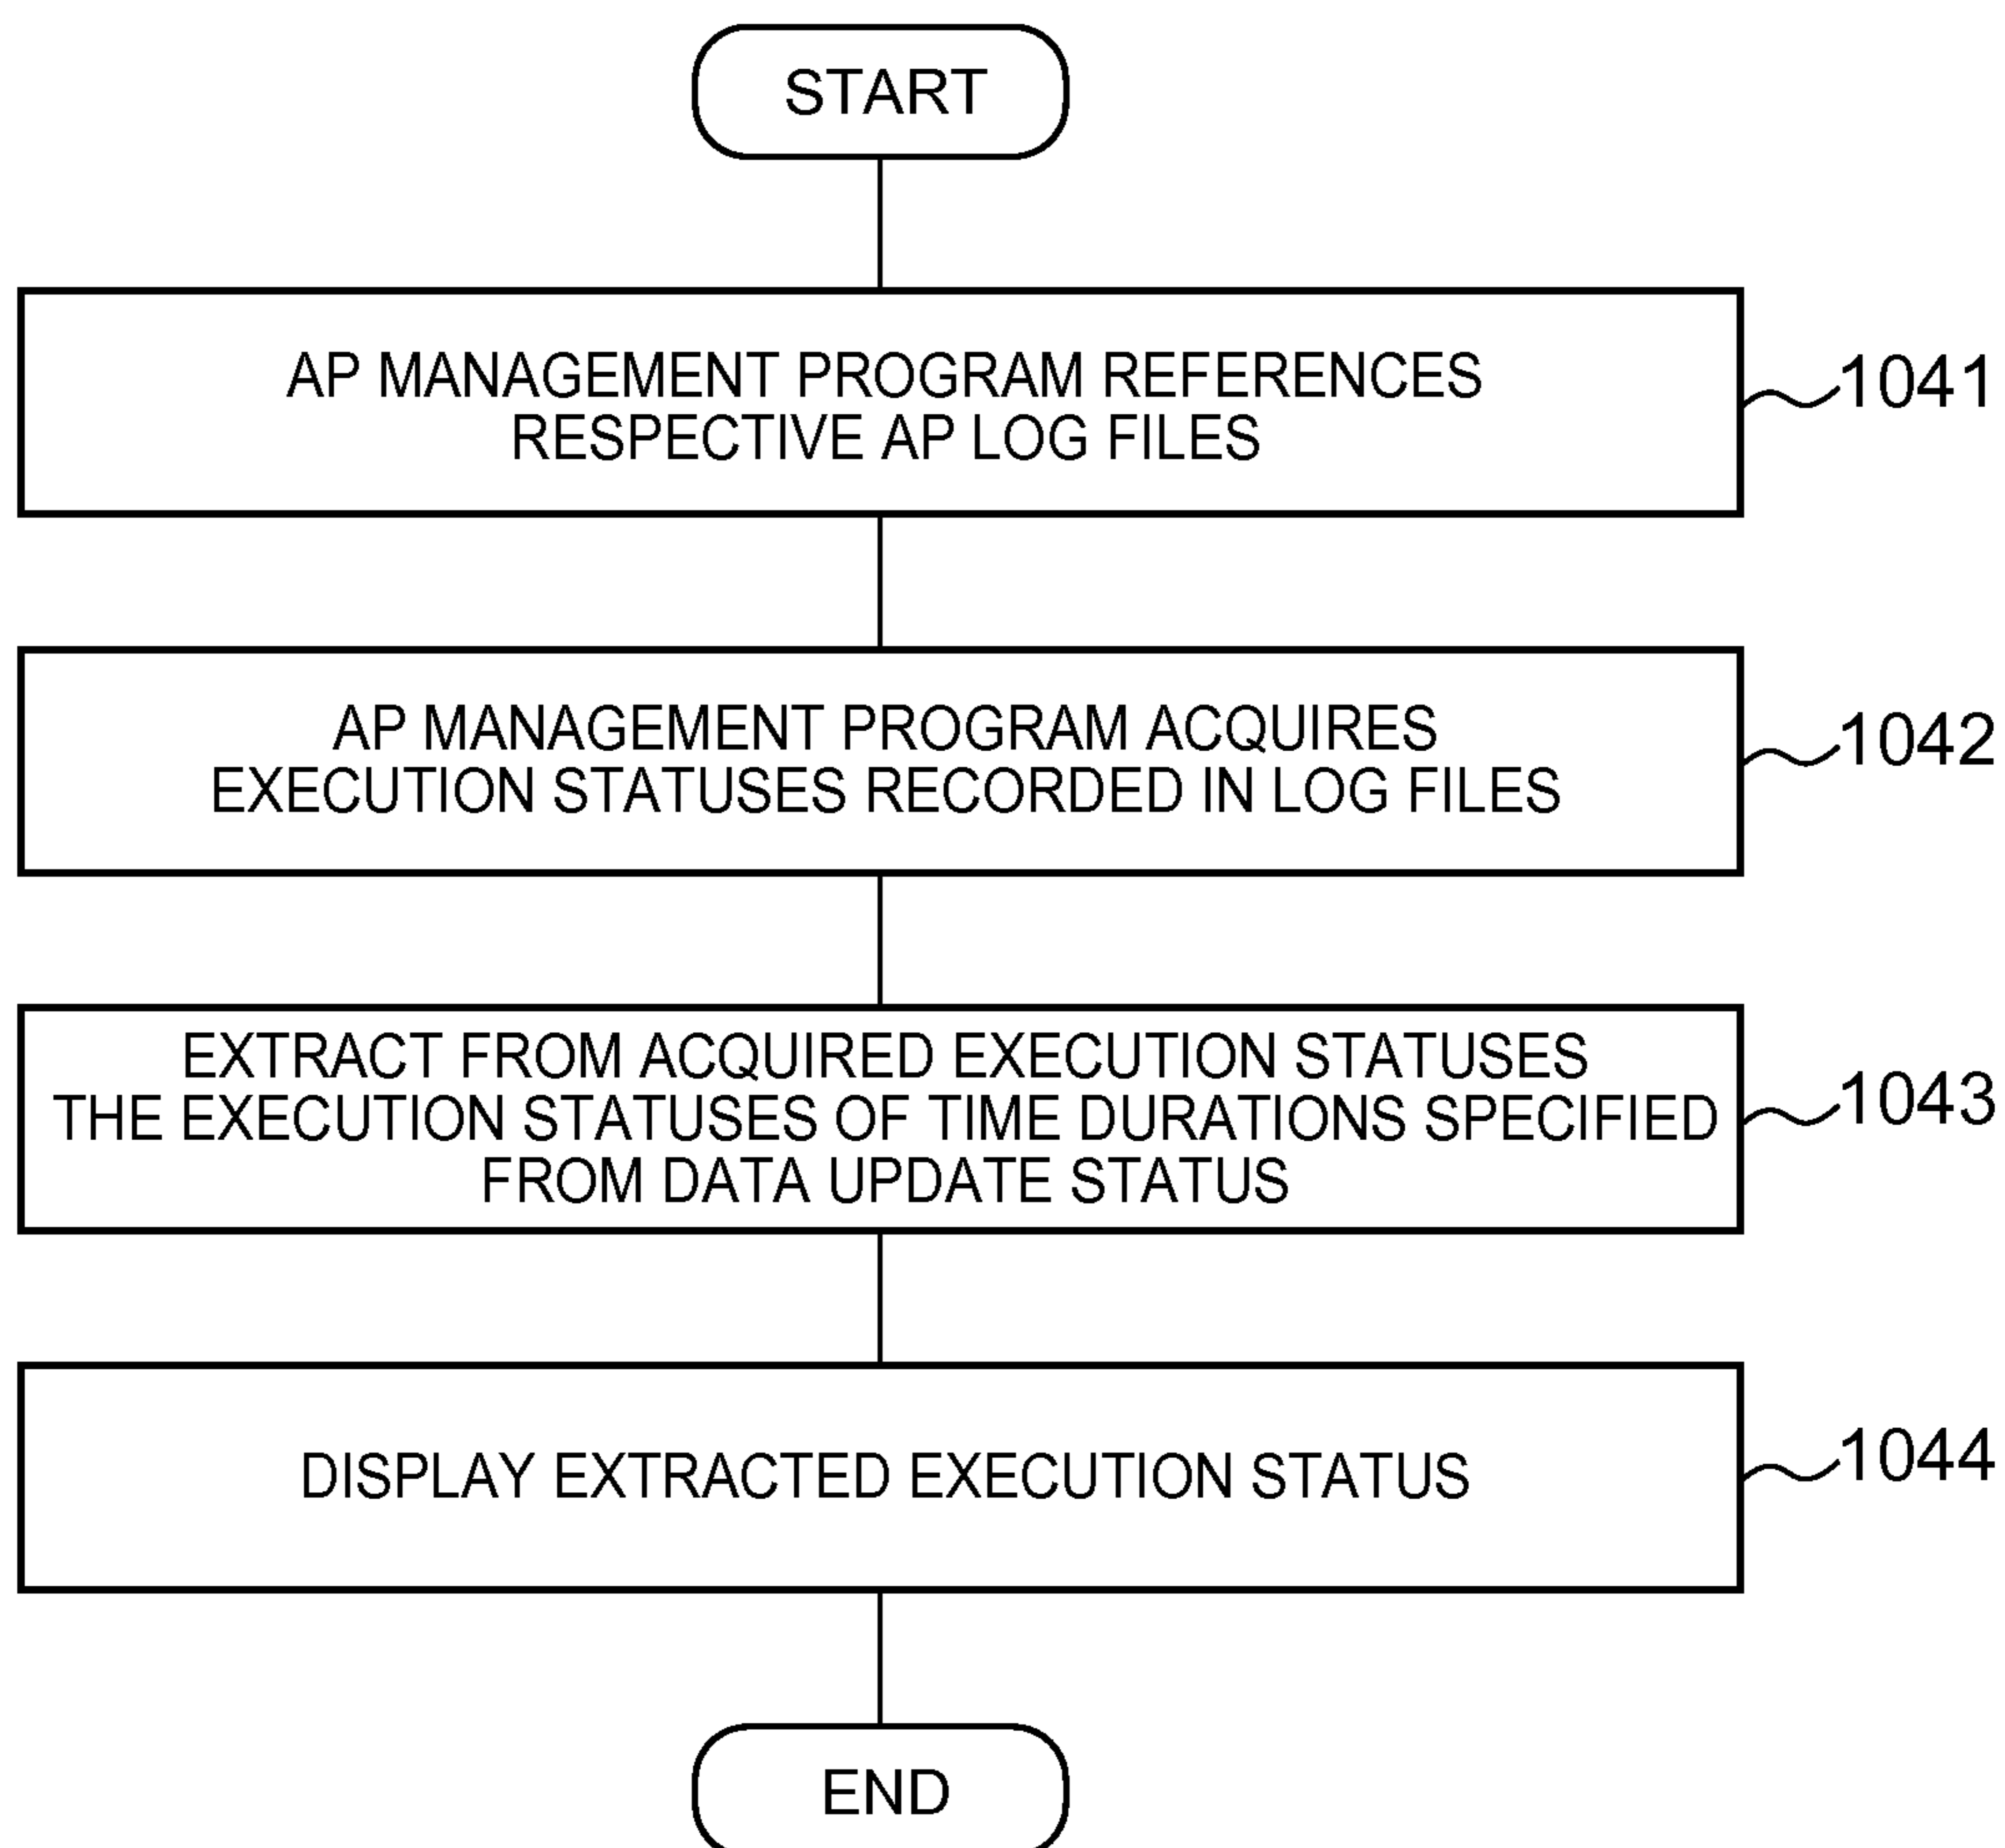 START
AP MANAGEMENT PROGRAM REFERENCES
RESPECTIVE AP LOG FILES
1041
AP MANAGEMENT PROGRAM ACQUIRES
EXECUTION STATUSES RECORDED IN LOG FILES
1042
EXTRACT FROM ACQUIRED EXECUTION STATUSES
THE EXECUTION STATUSES OF TIME DURATIONS SPECIFIED
FROM DATA UPDATE STATUS
1043
DISPLAY EXTRACTED EXECUTION STATUS
1044
END